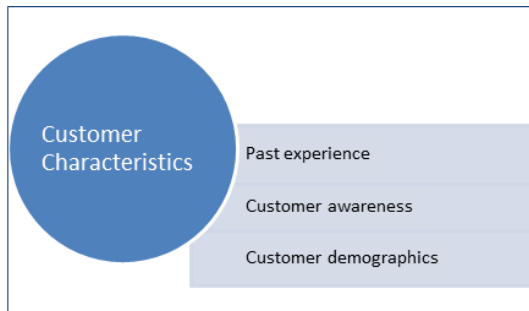 Customer
Characteristics
Past experience
Customer awareness
Customer demographics